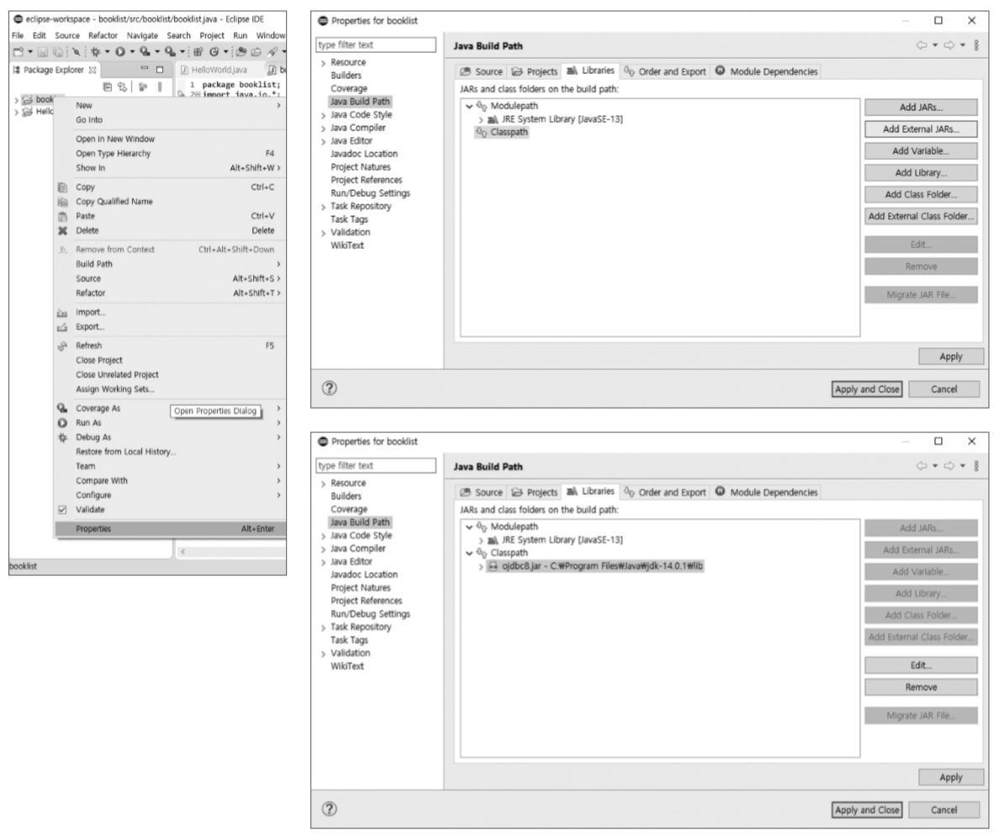 eclipse-workspace - booklist/src/booklist/booklist.java - Eclipse IDE
File Edit Source Refactor Navigate Search Project Run Window
Package Explorer
HelloWorld.java
1 package booklist;
2 import java.io.*;
New
Go Into
Open in New Window
Open Type Hierarchy F4
Show In Alt+Shift+W >
Copy Ctrl+C
Copy Qualified Name
Paste Ctrl+V
Delete Delete
Remove from Context Ctrl+Alt+Shift+Down
Build Path
Source Alt+Shift+S >
Refactor Alt+Shift+T >
Import...
Export...
Refresh F5
Close Project
Close Unrelated Project
Assign Working Sets...
Coverage As
Open Properties Dialog
Run As
Debug As
Restore from Local History...
Team
Compare With
Configure
Validate
Properties Alt+Enter
booklist
Properties for booklist
type filter text
Resource
Builders
Coverage
Java Build Path
Java Code Style
Java Compiler
Java Editor
Javadoc Location
Project Natures
Project References
Run/Debug Settings
Task Repository
Task Tags
Validation
WikiText
Java Build Path
Source Projects Libraries Order and Export Module Dependencies
JARs and class folders on the build path:
Modulepath
JRE System Library [JavaSE-13]
Classpath
Add JARs...
Add External JARs...
Add Variable...
Add Library...
Add Class Folder...
Add External Class Folder...
Edit...
Remove
Migrate JAR File...
Apply
Apply and Close Cancel
Properties for booklist
type filter text
Resource
Builders
Coverage
Java Build Path
Java Code Style
Java Compiler
Java Editor
Javadoc Location
Project Natures
Project References
Run/Debug Settings
Task Repository
Task Tags
Validation
WikiText
Java Build Path
Source Projects Libraries Order and Export Module Dependencies
JARs and class folders on the build path:
Modulepath
JRE System Library [JavaSE-13]
Classpath
ojdbc8.jar - C:₩Program Files₩Java₩jdk-14.0.1₩lib
Add JARs...
Add External JARs...
Add Variable...
Add Library...
Add Class Folder...
Add External Class Folder...
Edit...
Remove
Migrate JAR File...
Apply
Apply and Close Cancel